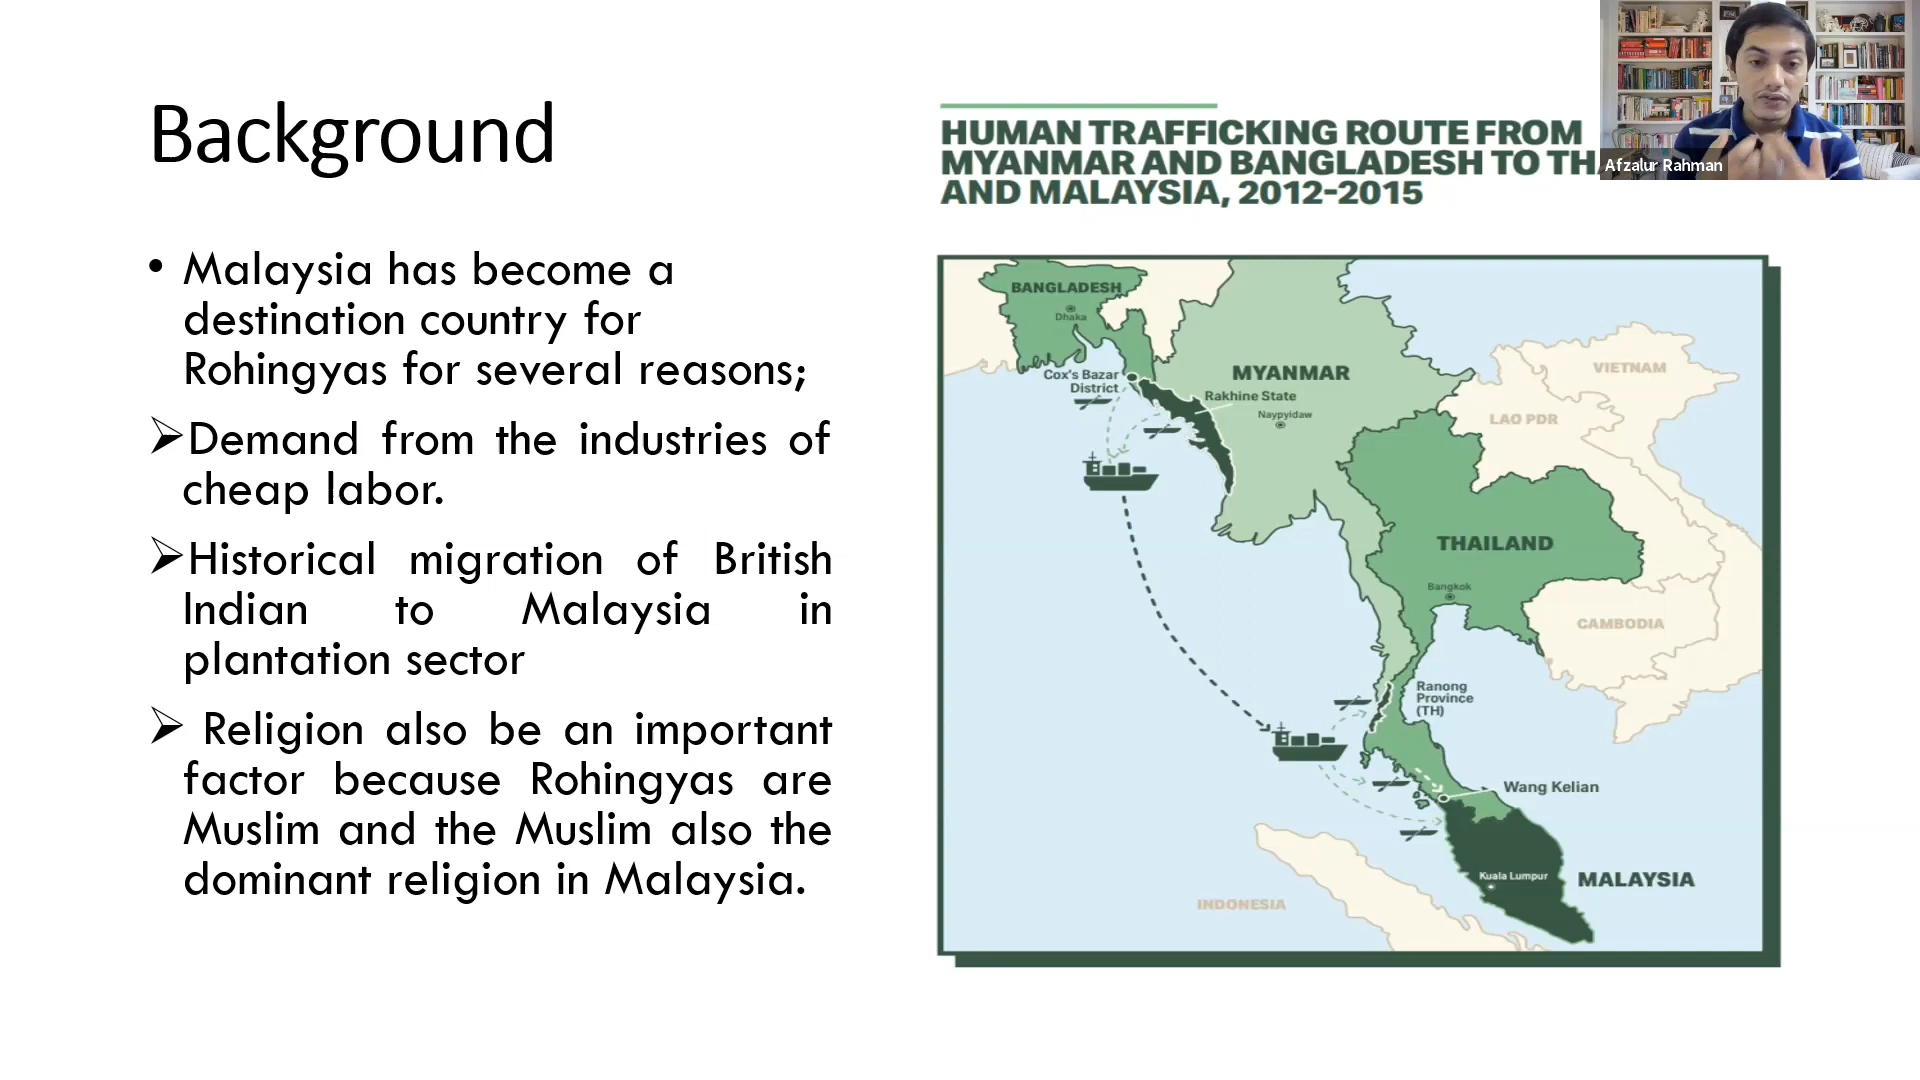 Background
• Malaysia has become a
destination country for
Rohingyas for several reasons;
➢Demand from the industries of
cheap labor.
➢Historical migration of British
Indian to Malaysia in
plantation sector
➢ Religion also be an important
factor because Rohingyas are
Muslim and the Muslim also the
dominant religion in Malaysia.
HUMAN TRAFFICKING ROUTE FROM
MYANMAR AND BANGLADESH TO
AND MALAYSIA, 2012-2015
Afzalur Rahman
BANGLADESH
Dhaka
Cox's Bazar
District
MYANMAR
Rakhine State
Naypyidaw
VIETNAM
LAO PDR
THAILAND
Bangkok
CAMBODIA
Ranong
Province
(TH)
Wang Kelian
Kuala Lumpur
MALAYSIA
INDONESIA